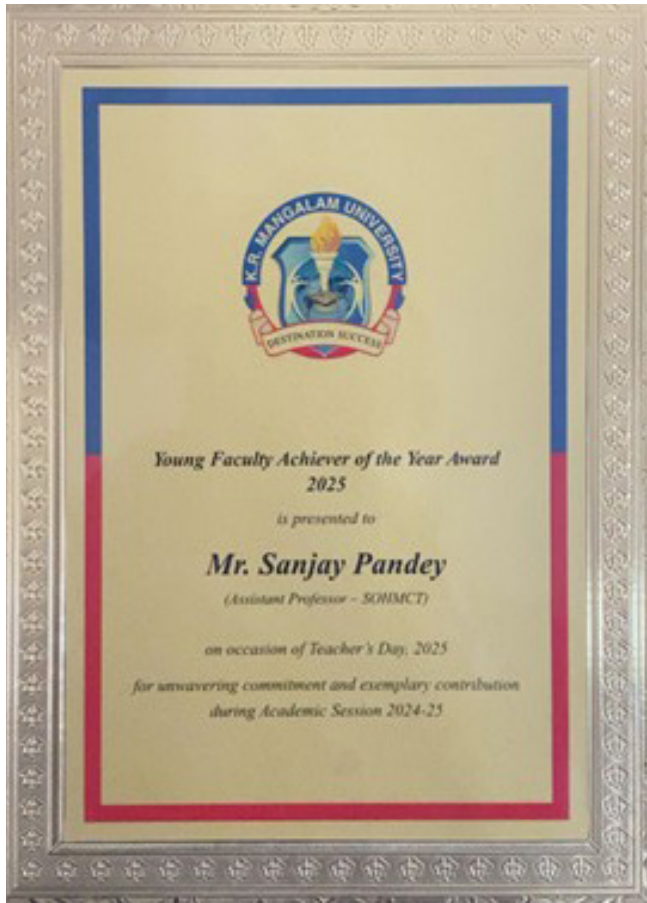 K.R. MANGALAM UNIVERSITY
DESTINATION SUCCESS
Young Faculty Achiever of the Year Award
2025
is presented to
Mr. Sanjay Pandey
(Assistant Professor – SOHMCT)
on occasion of Teacher's Day, 2025
for unwavering commitment and exemplary contribution
during Academic Session 2024-25